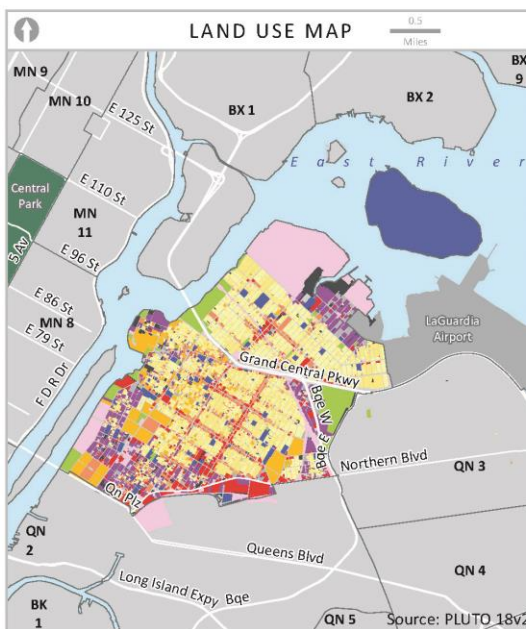 LAND USE MAP
0.5
Miles
MN 9
MN 10
E 125 St
BX 1
BX 2
BX
9
East River
Central
Park
E 110 St
MN
11
5 Av
E 96 St
E 86 St
MN 8
E 79 St
F D R Dr
LaGuardia
Airport
Grand Central Pkwy
Bqe W
Bqe E
Northern Blvd
QN 3
Qn Plz
QN
2
Queens Blvd
QN 4
Long Island Expy
Bqe
BK
1
QN 5
Source: PLUTO 18v2